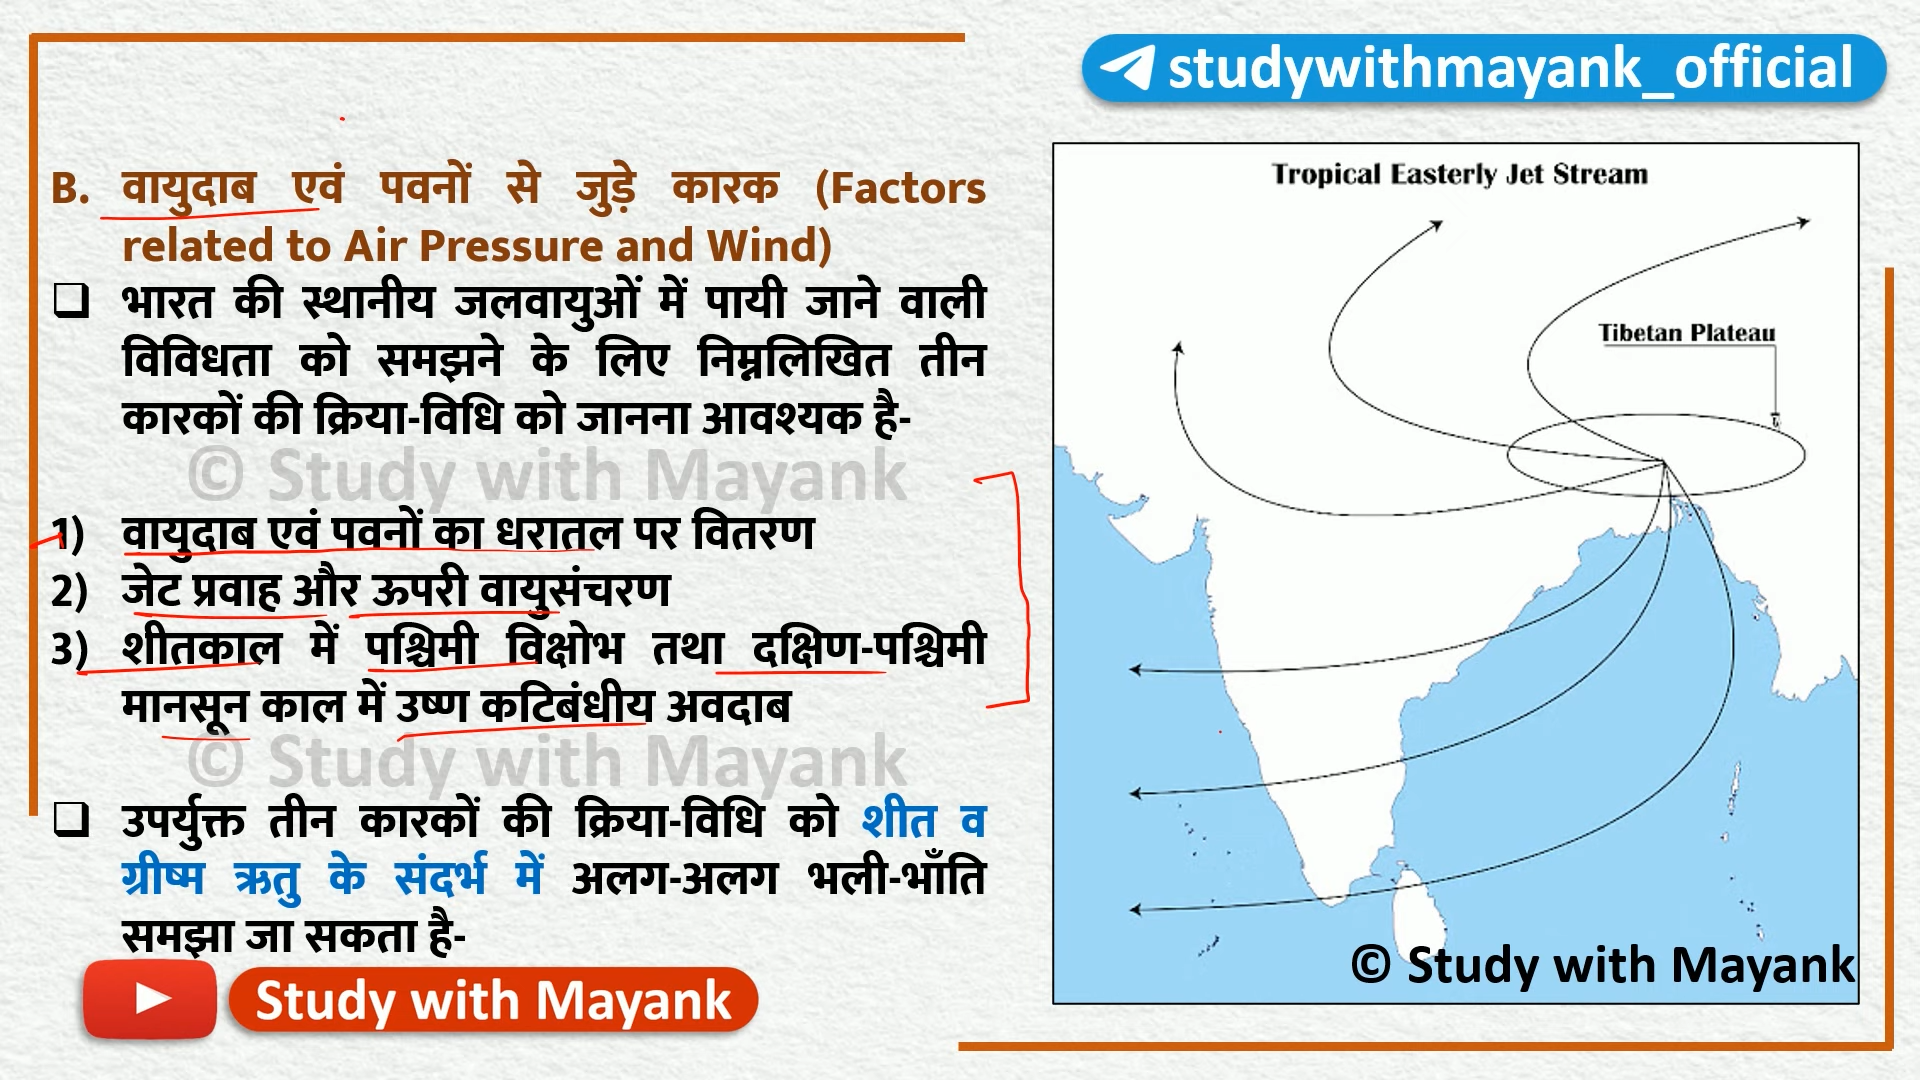 studywithmayank_official
B. वायुदाब एवं पवनों से जुड़े कारक (Factors
related to Air Pressure and Wind)
❑ भारत की स्थानीय जलवायुओं में पायी जाने वाली
विविधता को समझने के लिए निम्नलिखित तीन
कारकों की क्रिया-विधि को जानना आवश्यक है-
© Study with Mayank
1) वायुदाब एवं पवनों का धरातल पर वितरण
2) जेट प्रवाह और ऊपरी वायुसंचरण
3) शीतकाल में पश्चिमी विक्षोभ तथा दक्षिण-पश्चिमी
मानसून काल में उष्ण कटिबंधीय अवदाब
© Study with Mayank
❑ उपर्युक्त तीन कारकों की क्रिया-विधि को शीत व
ग्रीष्म ऋतु के संदर्भ में अलग-अलग भली-भाँति
समझा जा सकता है-
Study with Mayank
Tropical Easterly Jet Stream
Tibetan Plateau
© Study with Mayank